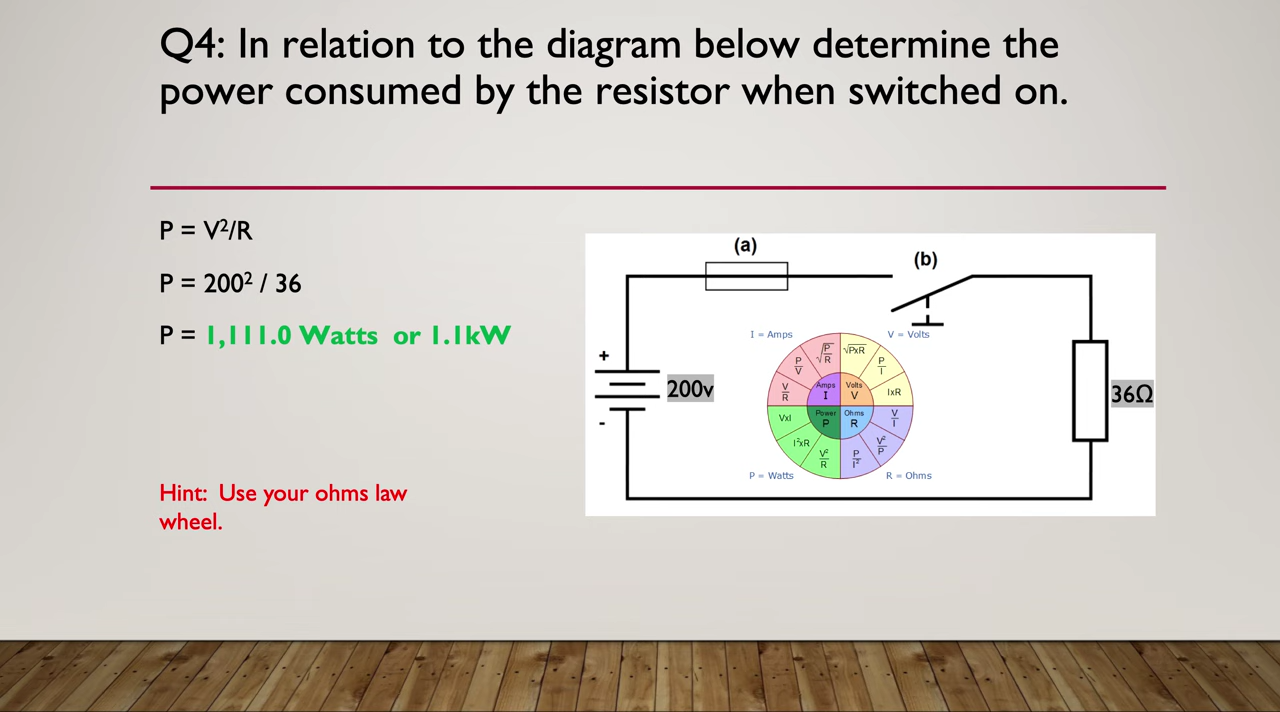 Q4: In relation to the diagram below determine the
power consumed by the resistor when switched on.
P = V²/R
P = 200² / 36
P = 1,111.0 Watts or 1.1kW
Hint: Use your ohms law
wheel.
(a)
(b)
I = Amps
V = Volts
+
-
200v
36Ω
√P/R
√PxR
P/V
P/I
V/R
IxR
Amps
I
Volts
V
Power
P
Ohms
R
VxI
V/I
I²xR
V²/P
V²/R
P/I²
P = Watts
R = Ohms